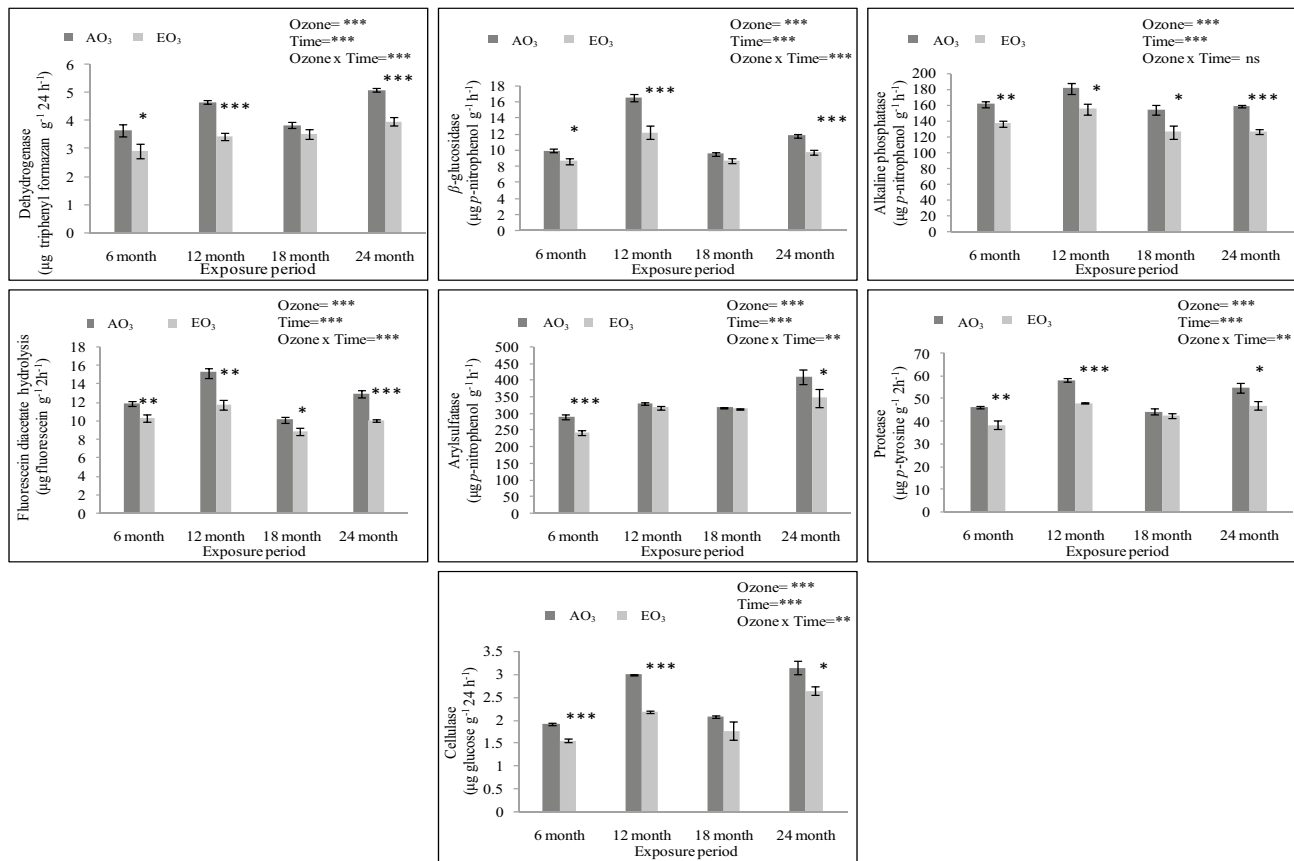 Ozone= ***
Time=***
Ozone x Time=***
AO₃ EO₃
Dehydrogenase
(µg triphenyl formazan g⁻¹ 24 h⁻¹)
6
5
4
3
2
1
0
*
***
***
6 month 12 month 18 month 24 month
Exposure period
Ozone= ***
Time=***
Ozone x Time=***
AO₃ EO₃
β-glucosidase
(µg p-nitrophenol g⁻¹ h⁻¹)
18
16
14
12
10
8
6
4
2
0
*
***
***
6 month 12 month 18 month 24 month
Exposure period
Ozone= ***
Time=***
Ozone x Time= ns
AO₃ EO₃
Alkaline phosphatase
(µg p-nitrophenol g⁻¹ h⁻¹)
200
180
160
140
120
100
80
60
40
20
0
**
*
*
***
6 month 12 month 18 month 24 month
Exposure period
Ozone= ***
Time=***
Ozone x Time=***
AO₃ EO₃
Fluorescein diacetate hydrolysis
(µg fluorescein g⁻¹ 2h⁻¹)
18
16
14
12
10
8
6
4
2
0
**
**
*
***
6 month 12 month 18 month 24 month
Exposure period
Ozone= ***
Time=***
Ozone x Time=**
AO₃ EO₃
Arylsulfatase
(µg p-nitrophenol g⁻¹ h⁻¹)
450
400
350
300
250
200
150
100
50
0
***
*
6 month 12 month 18 month 24 month
Exposure period
Ozone= ***
Time=***
Ozone x Time=**
AO₃ EO₃
Protease
(µg p-tyrosine g⁻¹ 2h⁻¹)
70
60
50
40
30
20
10
0
**
***
*
6 month 12 month 18 month 24 month
Exposure period
Ozone= ***
Time=***
Ozone x Time=**
AO₃ EO₃
Cellulase
(µg glucose g⁻¹ 24 h⁻¹)
3.5
3
2.5
2
1.5
1
0.5
0
***
***
*
6 month 12 month 18 month 24 month
Exposure period